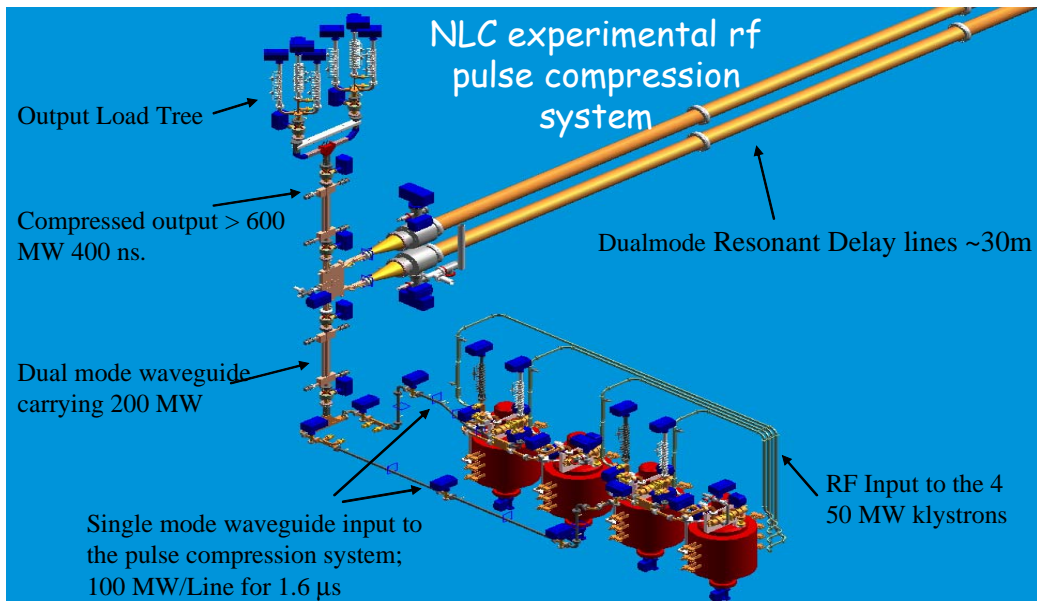 NLC experimental rf
pulse compression
system
Output Load Tree
Compressed output > 600
MW 400 ns.
Dualmode Resonant Delay lines ~30m
Dual mode waveguide
carrying 200 MW
RF Input to the 4
50 MW klystrons
Single mode waveguide input to
the pulse compression system;
100 MW/Line for 1.6 μs